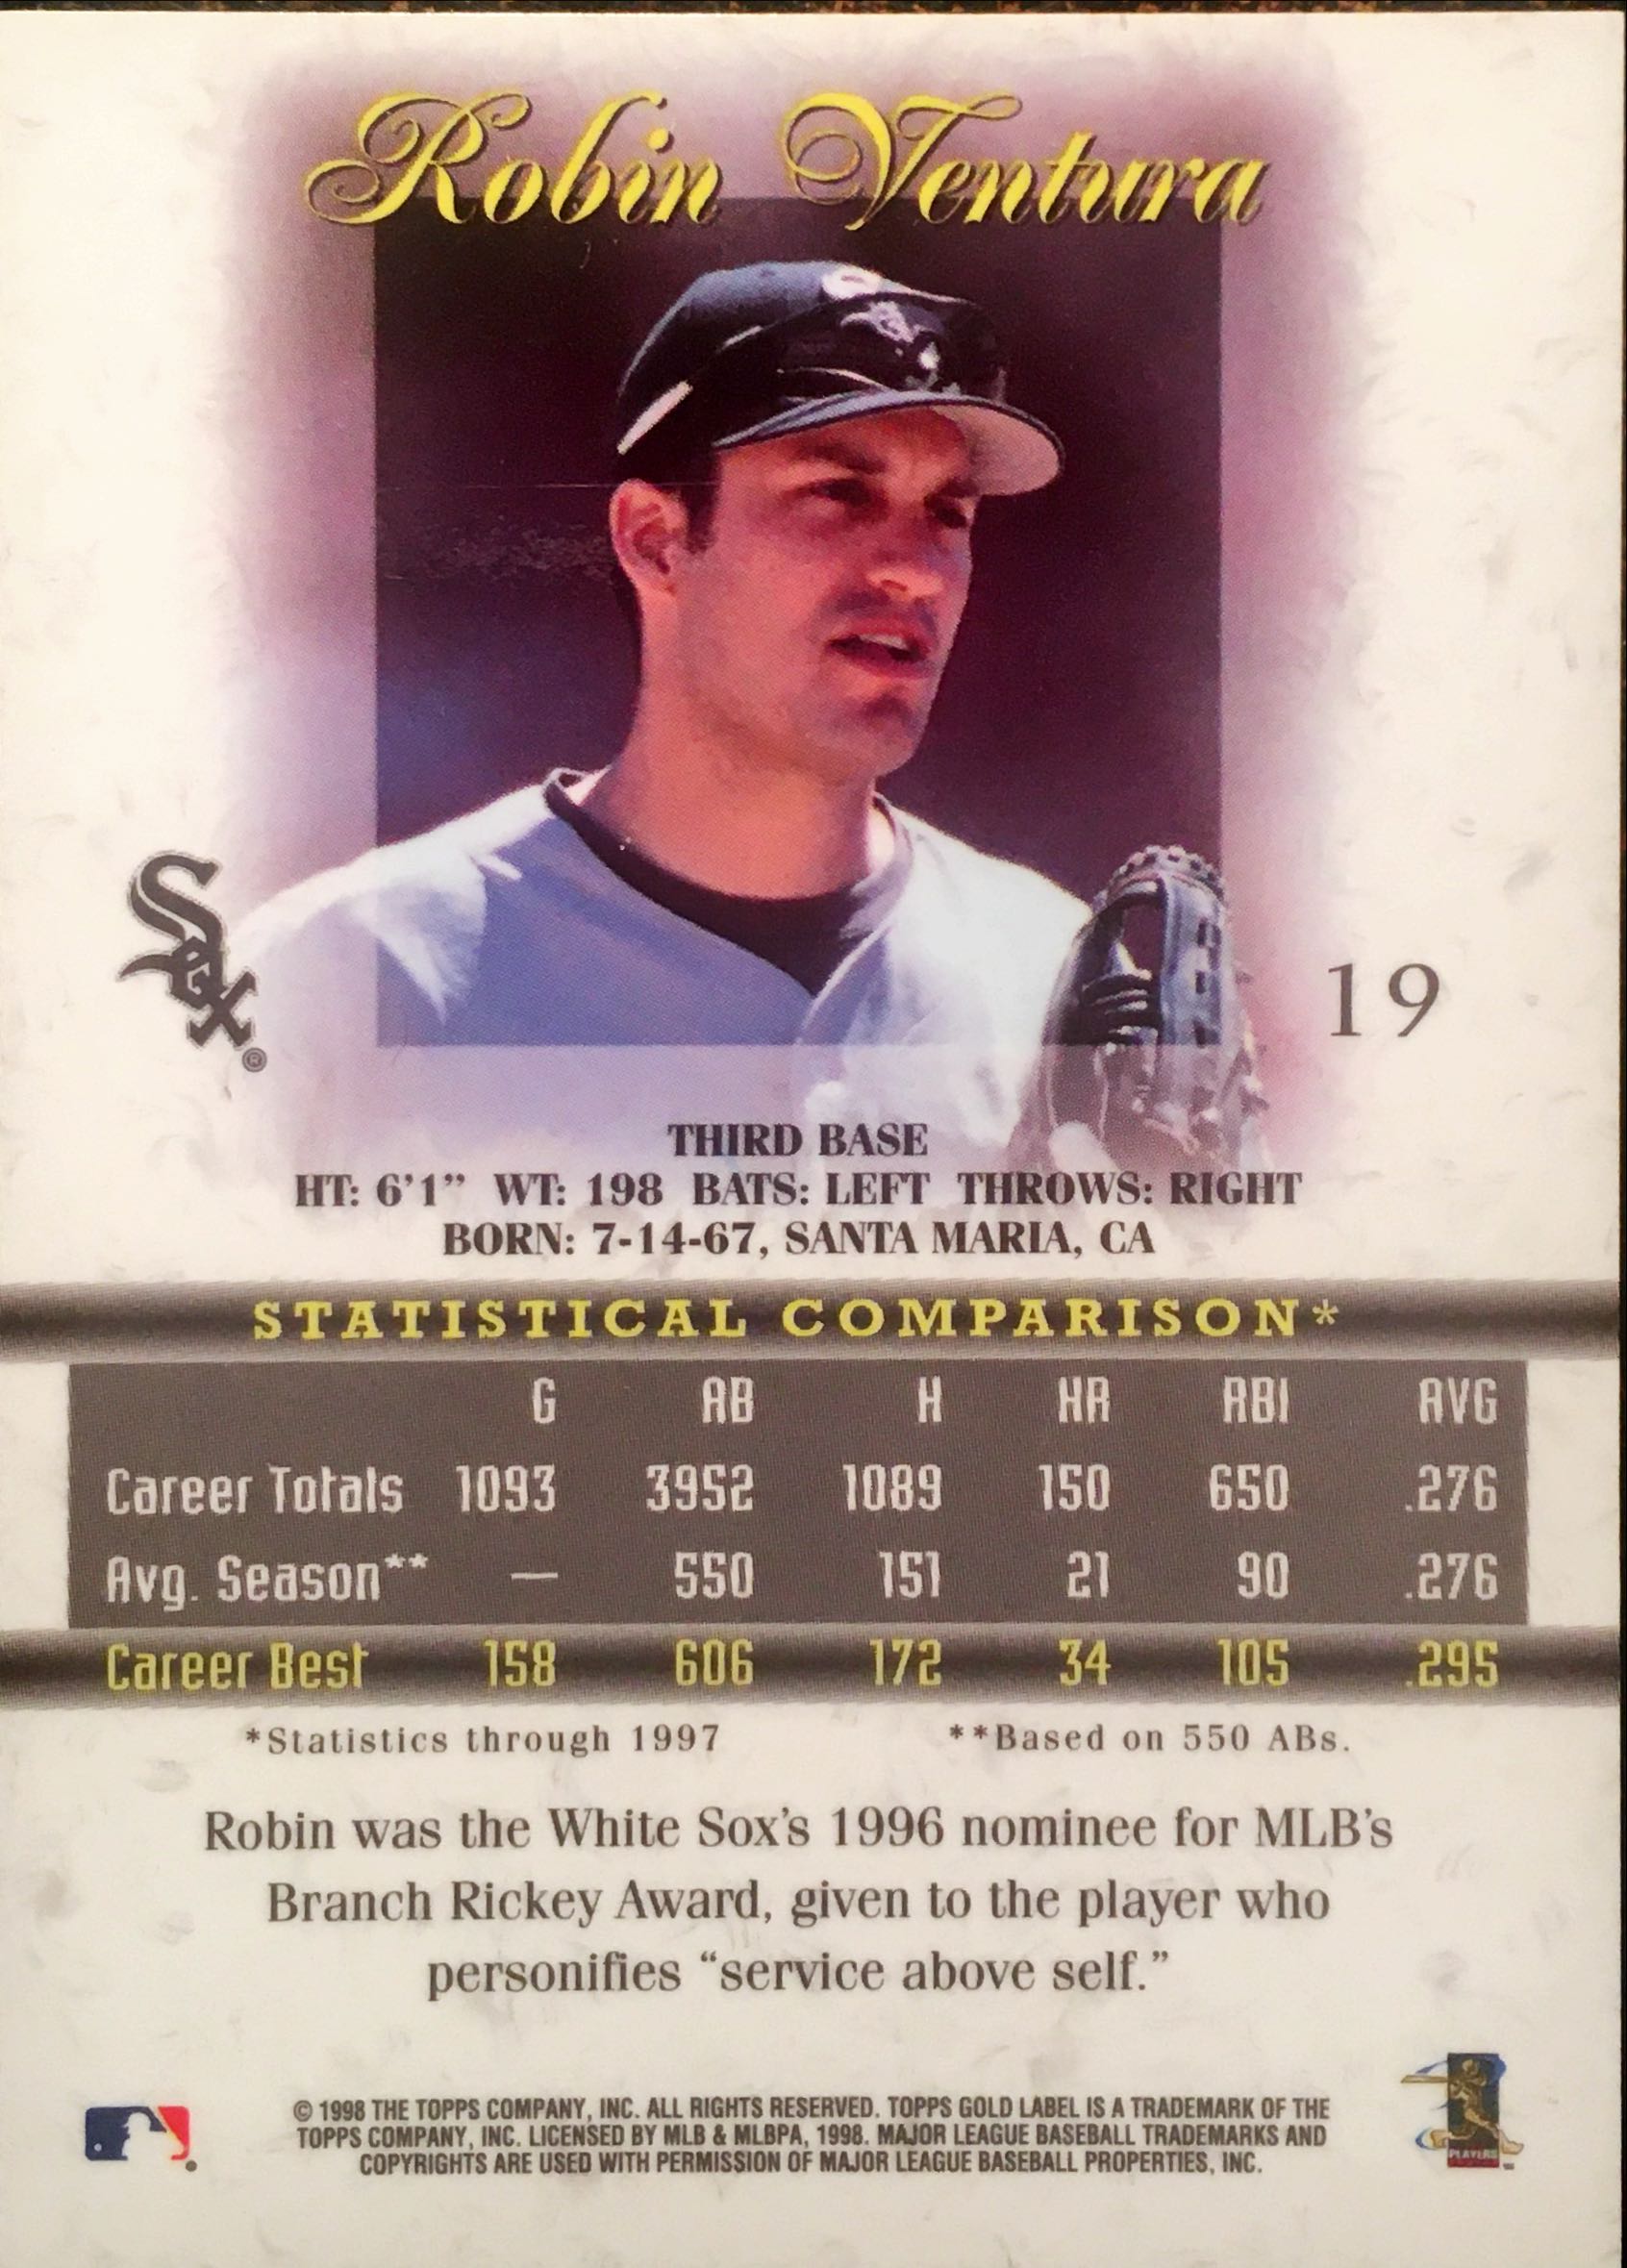 Robin Ventura
Sox
®
19
THIRD BASE
HT: 6'1” WT: 198 BATS: LEFT THROWS: RIGHT
BORN: 7-14-67, SANTA MARIA, CA
STATISTICAL COMPARISON*
G AB H HR RBI AVG
Career Totals 1093 3952 1089 150 650 .276
Avg. Season** — 550 151 21 90 .276
Career Best 158 606 172 34 105 .295
*Statistics through 1997 **Based on 550 ABs.
Robin was the White Sox’s 1996 nominee for MLB’s
Branch Rickey Award, given to the player who
personifies “service above self.”
© 1998 THE TOPPS COMPANY, INC. ALL RIGHTS RESERVED. TOPPS GOLD LABEL IS A TRADEMARK OF THE
TOPPS COMPANY, INC. LICENSED BY MLB & MLBPA, 1998. MAJOR LEAGUE BASEBALL TRADEMARKS AND
COPYRIGHTS ARE USED WITH PERMISSION OF MAJOR LEAGUE BASEBALL PROPERTIES, INC.
PLAYERS